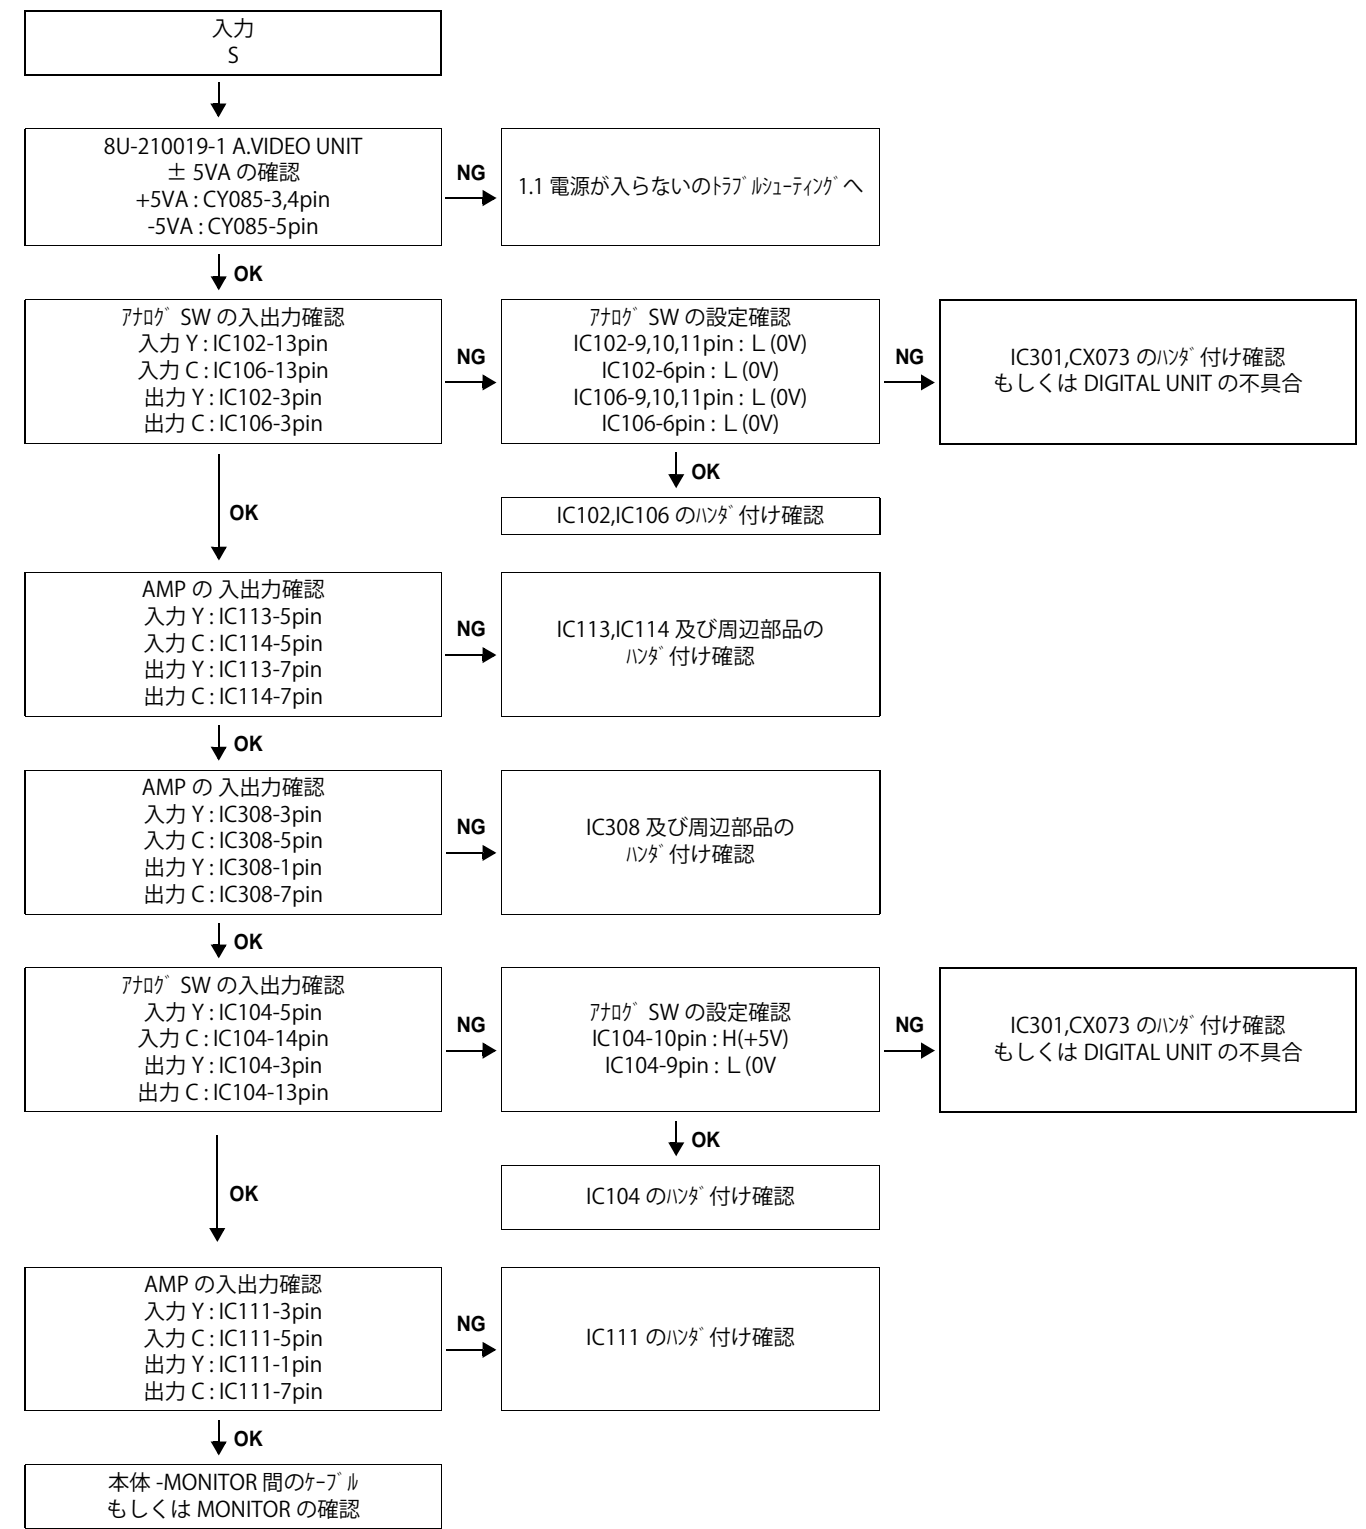 入力
S
8U-210019-1 A.VIDEO UNIT
± 5VA の確認
+5VA : CY085-3,4pin
-5VA : CY085-5pin
NG
1.1 電源が入らないのﾄﾗﾌﾞﾙｼｭｰﾃｨﾝｸﾞへ
OK
ｱﾅﾛｸﾞ SW の入出力確認
入力 Y : IC102-13pin
入力 C : IC106-13pin
出力 Y : IC102-3pin
出力 C : IC106-3pin
NG
ｱﾅﾛｸﾞ SW の設定確認
IC102-9,10,11pin : L (0V)
IC102-6pin : L (0V)
IC106-9,10,11pin : L (0V)
IC106-6pin : L (0V)
NG
IC301,CX073 のﾊﾝﾀﾞ付け確認
もしくは DIGITAL UNIT の不具合
OK
IC102,IC106 のﾊﾝﾀﾞ付け確認
OK
AMP の 入出力確認
入力 Y : IC113-5pin
入力 C : IC114-5pin
出力 Y : IC113-7pin
出力 C : IC114-7pin
NG
IC113,IC114 及び周辺部品の
ﾊﾝﾀﾞ付け確認
OK
AMP の 入出力確認
入力 Y : IC308-3pin
入力 C : IC308-5pin
出力 Y : IC308-1pin
出力 C : IC308-7pin
NG
IC308 及び周辺部品の
ﾊﾝﾀﾞ付け確認
OK
ｱﾅﾛｸﾞ SW の入出力確認
入力 Y : IC104-5pin
入力 C : IC104-14pin
出力 Y : IC104-3pin
出力 C : IC104-13pin
NG
ｱﾅﾛｸﾞ SW の設定確認
IC104-10pin : H(+5V)
IC104-9pin : L (0V
NG
IC301,CX073 のﾊﾝﾀﾞ付け確認
もしくは DIGITAL UNIT の不具合
OK
IC104 のﾊﾝﾀﾞ付け確認
OK
AMP の入出力確認
入力 Y : IC111-3pin
入力 C : IC111-5pin
出力 Y : IC111-1pin
出力 C : IC111-7pin
NG
IC111 のﾊﾝﾀﾞ付け確認
OK
本体 -MONITOR 間のｹｰﾌﾞﾙ
もしくは MONITOR の確認